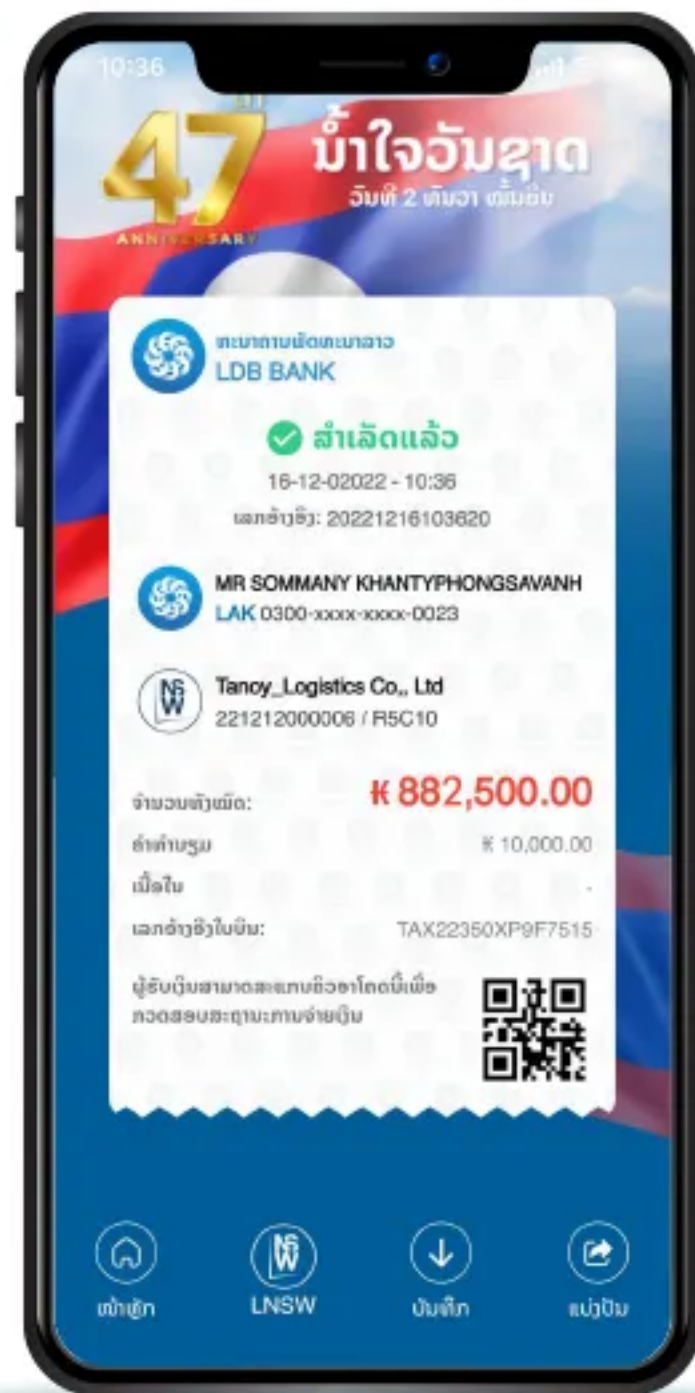 10:36
47
ANNIVERSARY
ນ້ຳໃຈວັນຊາດ
ວັນທີ 2 ທັນວາ ໝັ້ນຍືນ
ທະນາຄານພັດທະນາລາວ
LDB BANK
ສຳເລັດແລ້ວ
16-12-02022 - 10:36
ເລກອ້າງອີງ: 20221216103620
MR SOMMANY KHANTYPHONGSAVANH
LAK 0300-xxxx-xxxx-0023
Tanoy_Logistics Co,, Ltd
221212000006 / R5C10
ຈຳນວນທັງໝົດ: ₭ 882,500.00
ຄ່າທຳນຽມ ₭ 10,000.00
ເນື້ອໃນ -
ເລກອ້າງອີງໃບບິນ: TAX22350XP9F7515
ຜູ້ຮັບເງິນສາມາດສະແກນຄິວອາໂຄດນີ້ເພື່ອ
ກວດສອບສະຖານະການຈ່າຍເງິນ
ໜ້າຫຼັກ LNSW ບັນທຶກ ແບ່ງປັນ